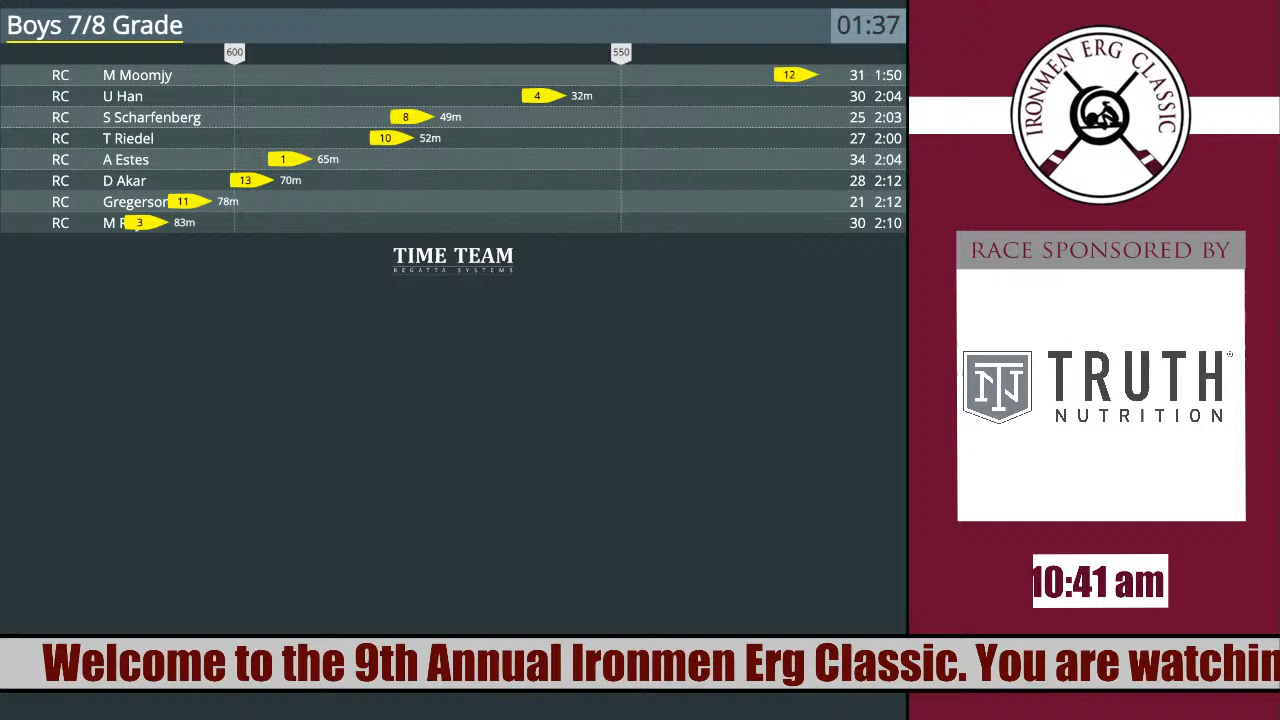 Boys 7/8 Grade 01:37
600 550
RC M Moomjy 12 31 1:50
RC U Han 4 32m 30 2:04
RC S Scharfenberg 8 49m 25 2:03
RC T Riedel 10 52m 27 2:00
RC A Estes 1 65m 34 2:04
RC D Akar 13 70m 28 2:12
RC Gregerson 11 78m 21 2:12
RC M 3 83m 30 2:10
TIME TEAM
REGATTA SYSTEMS
IRONMEN ERG CLASSIC
RACE SPONSORED BY
TN TRUTH®
NUTRITION
10:41 am
Welcome to the 9th Annual Ironmen Erg Classic. You are watchin